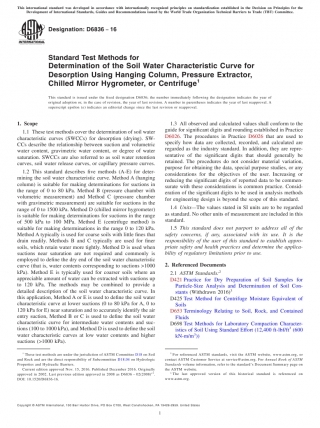 This international standard was developed in accordance with internationally recognized principles on standardization established in the Decision on Principles for the
Development of International Standards, Guides and Recommendations issued by the World Trade Organization Technical Barriers to Trade (TBT) Committee.
Designation: D6836 − 16
Standard Test Methods for
Determination of the Soil Water Characteristic Curve for
Desorption Using Hanging Column, Pressure Extractor,
Chilled Mirror Hygrometer, or Centrifuge¹
This standard is issued under the fixed designation D6836; the number immediately following the designation indicates the year of
original adoption or, in the case of revision, the year of last revision. A number in parentheses indicates the year of last reapproval. A
superscript epsilon (ε) indicates an editorial change since the last revision or reapproval.
1. Scope
1.1 These test methods cover the determination of soil water
characteristic curves (SWCCs) for desorption (drying). SW-
CCs describe the relationship between suction and volumetric
water content, gravimetric water content, or degree of water
saturation. SWCCs are also referred to as soil water retention
curves, soil water release curves, or capillary pressure curves.
1.2 This standard describes five methods (A-E) for deter-
mining the soil water characteristic curve. Method A (hanging
column) is suitable for making determinations for suctions in
the range of 0 to 80 kPa. Method B (pressure chamber with
volumetric measurement) and Method C (pressure chamber
with gravimetric measurement) are suitable for suctions in the
range of 0 to 1500 kPa. Method D (chilled mirror hygrometer)
is suitable for making determinations for suctions in the range
of 500 kPa to 100 MPa. Method E (centrifuge method) is
suitable for making determinations in the range 0 to 120 kPa.
Method A typically is used for coarse soils with little fines that
drain readily. Methods B and C typically are used for finer
soils, which retain water more tightly. Method D is used when
suctions near saturation are not required and commonly is
employed to define the dry end of the soil water characteristic
curve (that is, water contents corresponding to suctions >1000
kPa). Method E is typically used for coarser soils where an
appreciable amount of water can be extracted with suctions up
to 120 kPa. The methods may be combined to provide a
detailed description of the soil water characteristic curve. In
this application, Method A or E is used to define the soil water
characteristic curve at lower suctions (0 to 80 kPa for A, 0 to
120 kPa for E) near saturation and to accurately identify the air
entry suction, Method B or C is used to define the soil water
characteristic curve for intermediate water contents and suc-
tions (100 to 1000 kPa), and Method D is used to define the soil
water characteristic curves at low water contents and higher
suctions (>1000 kPa).
1.3 All observed and calculated values shall conform to the
guide for significant digits and rounding established in Practice
D6026. The procedures in Practice D6026 that are used to
specify how data are collected, recorded, and calculated are
regarded as the industry standard. In addition, they are repre-
sentative of the significant digits that should generally be
retained. The procedures do not consider material variation,
purpose for obtaining the data, special purpose studies, or any
considerations for the objectives of the user. Increasing or
reducing the significant digits of reported data to be commen-
surate with these considerations is common practice. Consid-
eration of the significant digits to be used in analysis methods
for engineering design is beyond the scope of this standard.
1.4 Units—The values stated in SI units are to be regarded
as standard. No other units of measurement are included in this
standard.
1.5 This standard does not purport to address all of the
safety concerns, if any, associated with its use. It is the
responsibility of the user of this standard to establish appro-
priate safety and health practices and determine the applica-
bility of regulatory limitations prior to use.
2. Referenced Documents
2.1 ASTM Standards:²
D421 Practice for Dry Preparation of Soil Samples for
Particle-Size Analysis and Determination of Soil Con-
stants (Withdrawn 2016)³
D425 Test Method for Centrifuge Moisture Equivalent of
Soils
D653 Terminology Relating to Soil, Rock, and Contained
Fluids
D698 Test Methods for Laboratory Compaction Character-
istics of Soil Using Standard Effort (12,400 ft-lbf/ft³ (600
kN-m/m³))
¹ These test methods are under the jurisdiction of ASTM Committee D18 on Soil
and Rock and are the direct responsibility of Subcommittee D18.04 on Hydrologic
Properties and Hydraulic Barriers.
Current edition approved Nov. 15, 2016. Published December 2016. Originally
approved in 2002. Last previous edition approved in 2008 as D6836 – 02(2008)ᵉ².
DOI: 10.1520/D6836-16.
² For referenced ASTM standards, visit the ASTM website, www.astm.org, or
contact ASTM Customer Service at service@astm.org. For Annual Book of ASTM
Standards volume information, refer to the standard's Document Summary page on
the ASTM website.
³ The last approved version of this historical standard is referenced on
www.astm.org.
Copyright © ASTM International, 100 Barr Harbor Drive, PO Box C700, West Conshohocken, PA 19428-2959. United States
1